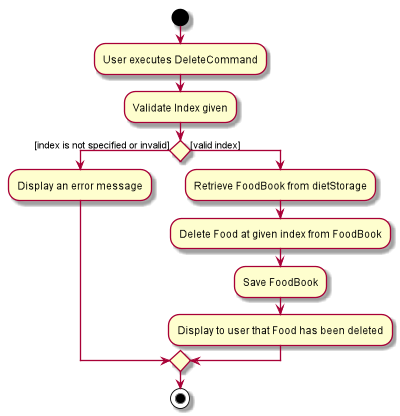 User executes DeleteCommand
Validate Index given
[index is not specified or invalid]
[valid index]
Display an error message
Retrieve FoodBook from dietStorage
Delete Food at given index from FoodBook
Save FoodBook
Display to user that Food has been deleted